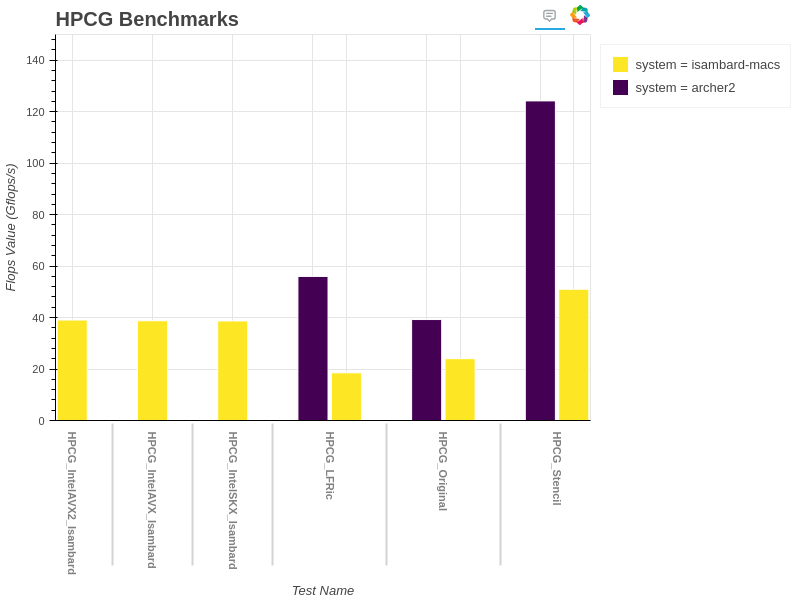 HPCG Benchmarks
system = isambard-macs
system = archer2
Flops Value (Gflops/s)
140
120
100
80
60
40
20
0
HPCG_IntelAVX2_Isambard
HPCG_IntelAVX_Isambard
HPCG_IntelSKX_Isambard
HPCG_LFRic
HPCG_Original
HPCG_Stencil
Test Name